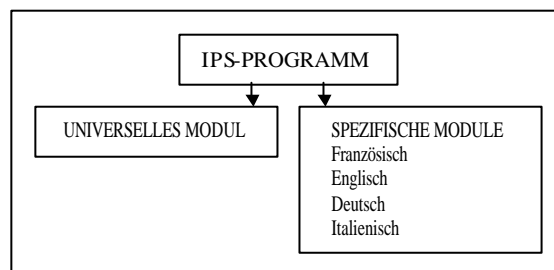 IPS-PROGRAMM
UNIVERSELLES MODUL
SPEZIFISCHE MODULE
Französisch
Englisch
Deutsch
Italienisch